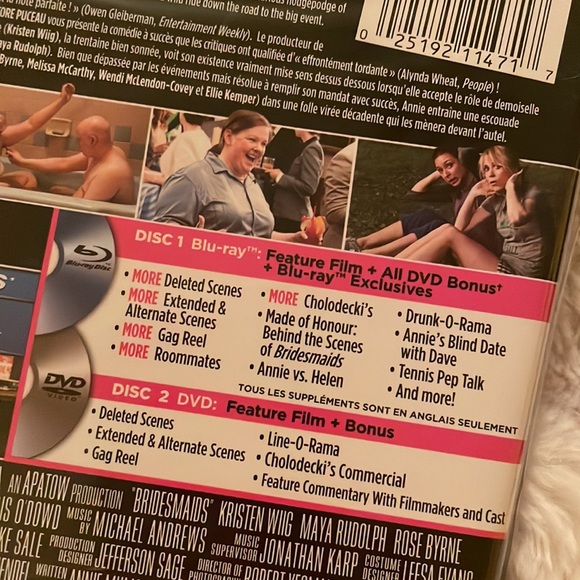 nougepodge of
ride down the road to the big event.
parfaite ! » (Owen Gleiberman, Entertainment Weekly). Le producteur de
PUCEAU vous présente la comédie à succès que les critiques ont qualifiée d'« effrontément tordante » (Alynda Wheat, People) !
(Kristen Wiig), la trentaine bien sonnée, voit son existence vraiment mise sens dessus dessous lorsqu'elle accepte le rôle de demoiselle
Rudolph). Bien que dépassée par les événements mais résolue à remplir son mandat avec succès, Annie entraîne une escouade
Byrne, Melissa McCarthy, Wendi McLendon-Covey et Ellie Kemper) dans une folle virée décadente qui les mènera devant l'autel.
0 25192 11471 7
DISC 1 Blu-ray™: Feature Film + All DVD Bonus†
+ Blu-ray™ Exclusives
Blu-ray Disc
• MORE Deleted Scenes
• MORE Extended &
Alternate Scenes
• MORE Gag Reel
• MORE Roommates
• MORE Cholodecki's
• Made of Honour:
Behind the Scenes
of Bridesmaids
• Annie vs. Helen
• Drunk-O-Rama
• Annie's Blind Date
with Dave
• Tennis Pep Talk
• And more!
TOUS LES SUPPLÉMENTS SONT EN ANGLAIS SEULEMENT
DVD
VIDEO
DISC 2 DVD: Feature Film + Bonus
• Deleted Scenes
• Extended & Alternate Scenes
• Gag Reel
• Line-O-Rama
• Cholodecki's Commercial
• Feature Commentary With Filmmakers and Cast
AN APATOW PRODUCTION "BRIDESMAIDS" KRISTEN WIIG MAYA RUDOLPH ROSE BYRNE
O'DOWD MUSIC BY MICHAEL ANDREWS MUSIC SUPERVISOR JONATHAN KARP COSTUME DESIGNER LEESA EVANS
SALE PRODUCTION DESIGNER JEFFERSON SAGE DIRECTOR OF
WRITTEN